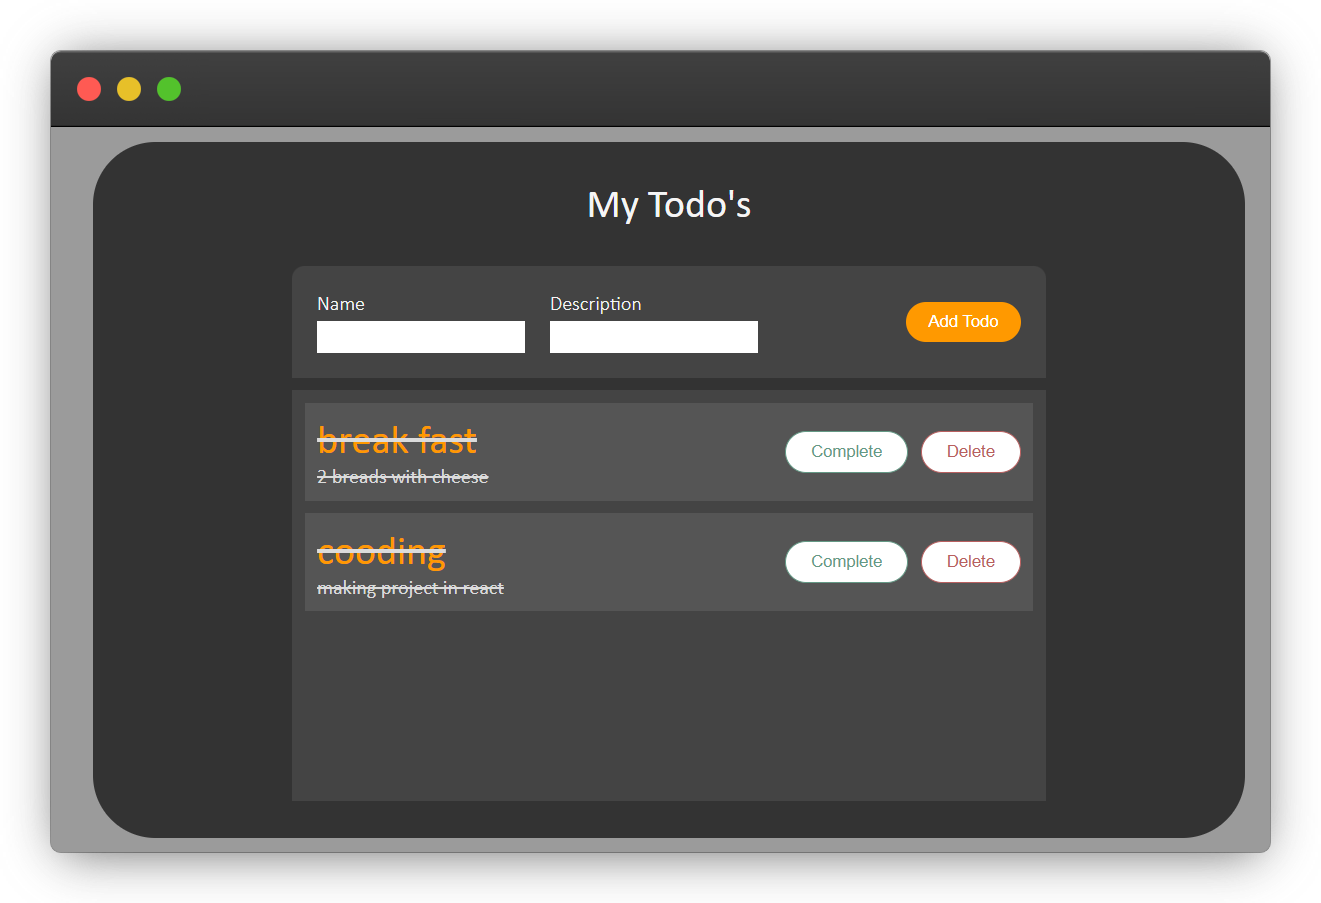 My Todo's
Name Description
Add Todo
break fast
2 breads with cheese
Complete Delete
cooding
making project in react
Complete Delete